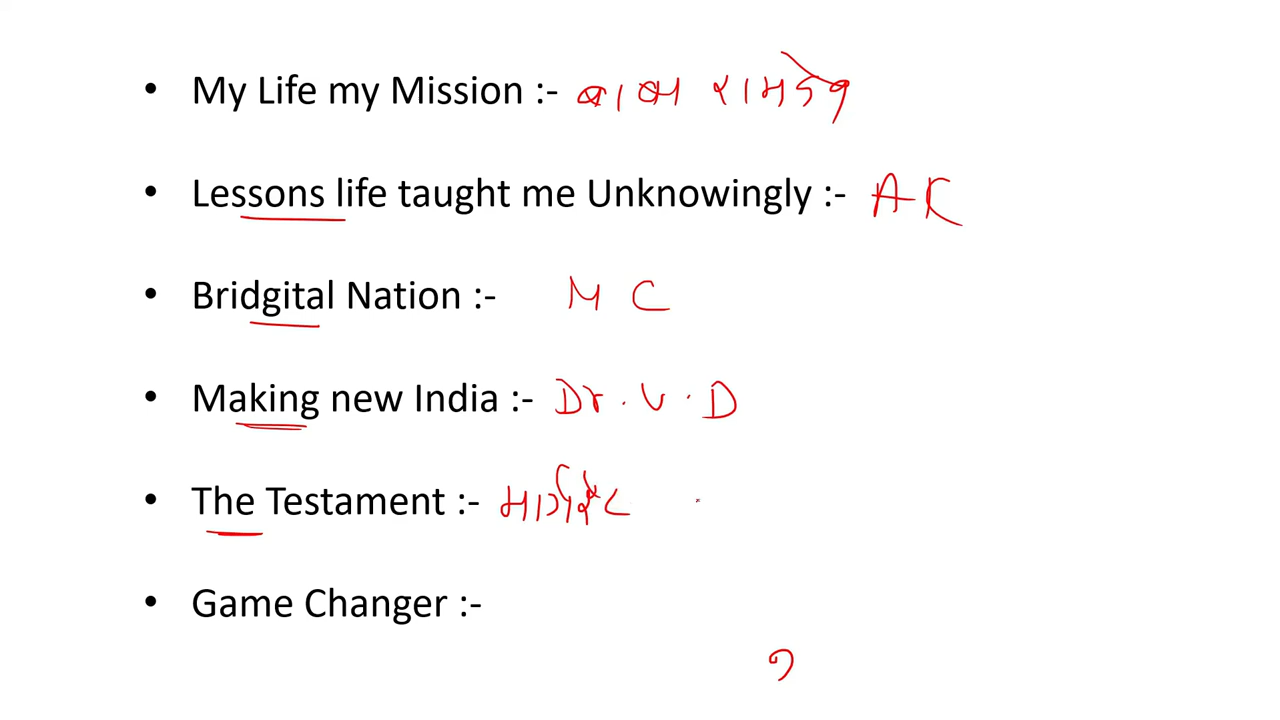 • My Life my Mission :- બાબા રામદેવ
• Lessons life taught me Unknowingly :- AK
• Bridgital Nation :- M C
• Making new India :- Dr. V. D
• The Testament :-
• Game Changer :-